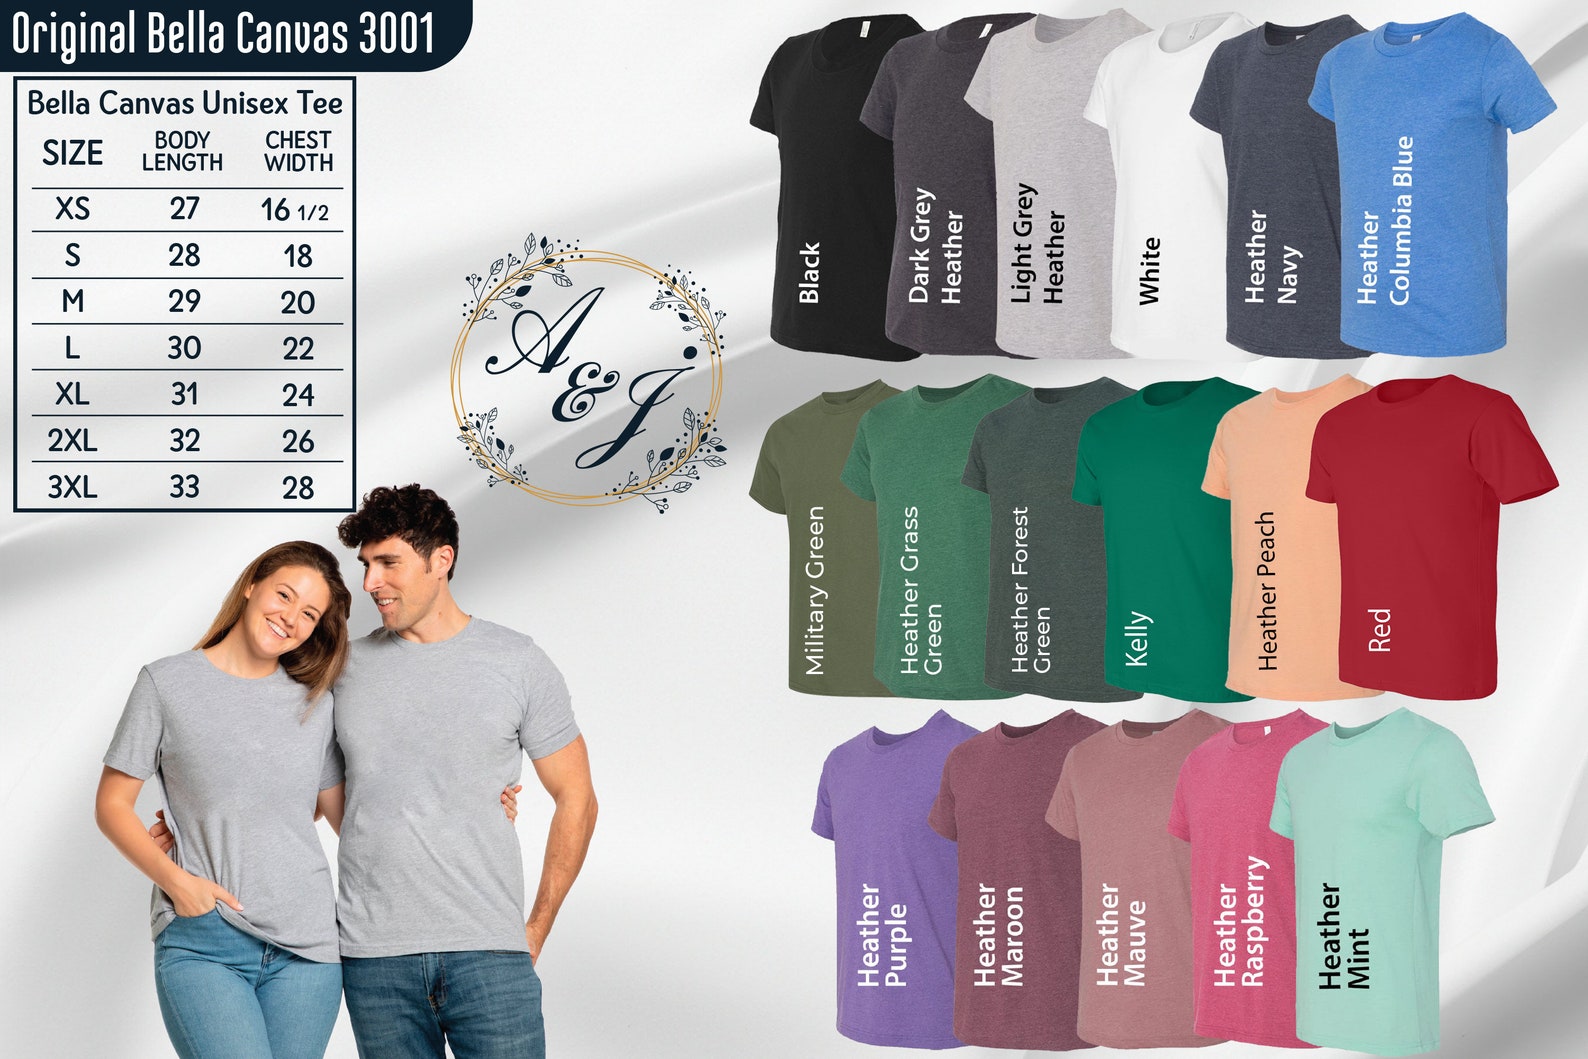 Original Bella Canvas 3001
Bella Canvas Unisex Tee
SIZE BODY LENGTH CHEST WIDTH
XS 27 16 1/2
S 28 18
M 29 20
L 30 22
XL 31 24
2XL 32 26
3XL 33 28
A & J
Black
Dark Grey
Heather
Light Grey
Heather
White
Heather
Navy
Heather
Columbia Blue
Military Green
Heather Grass
Green
Heather Forest
Green
Kelly
Heather Peach
Red
Heather
Purple
Heather
Maroon
Heather
Mauve
Heather
Raspberry
Heather
Mint